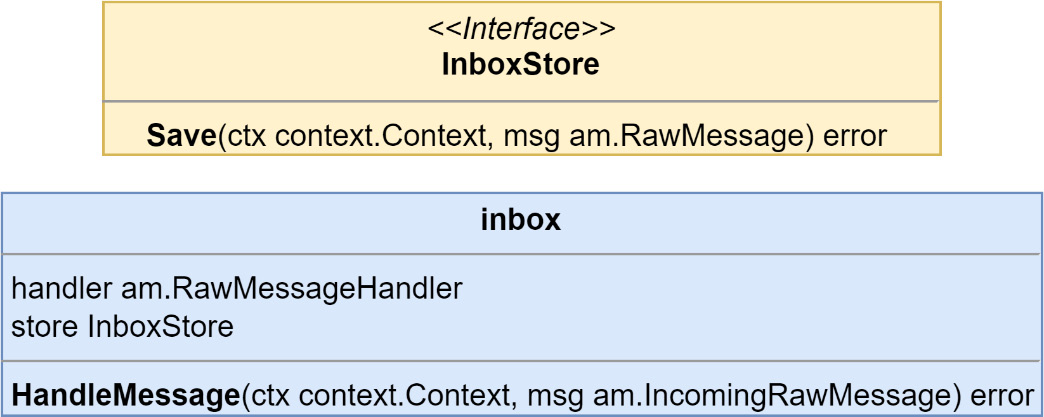 <<Interface>>
InboxStore
Save(ctx context.Context, msg am.RawMessage) error
inbox
handler am.RawMessageHandler
store InboxStore
HandleMessage(ctx context.Context, msg am.IncomingRawMessage) error